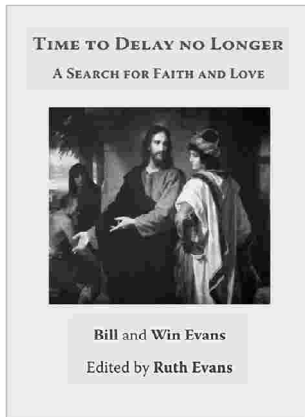 Time to Delay no Longer
A Search for Faith and Love
Bill and Win Evans
Edited by Ruth Evans